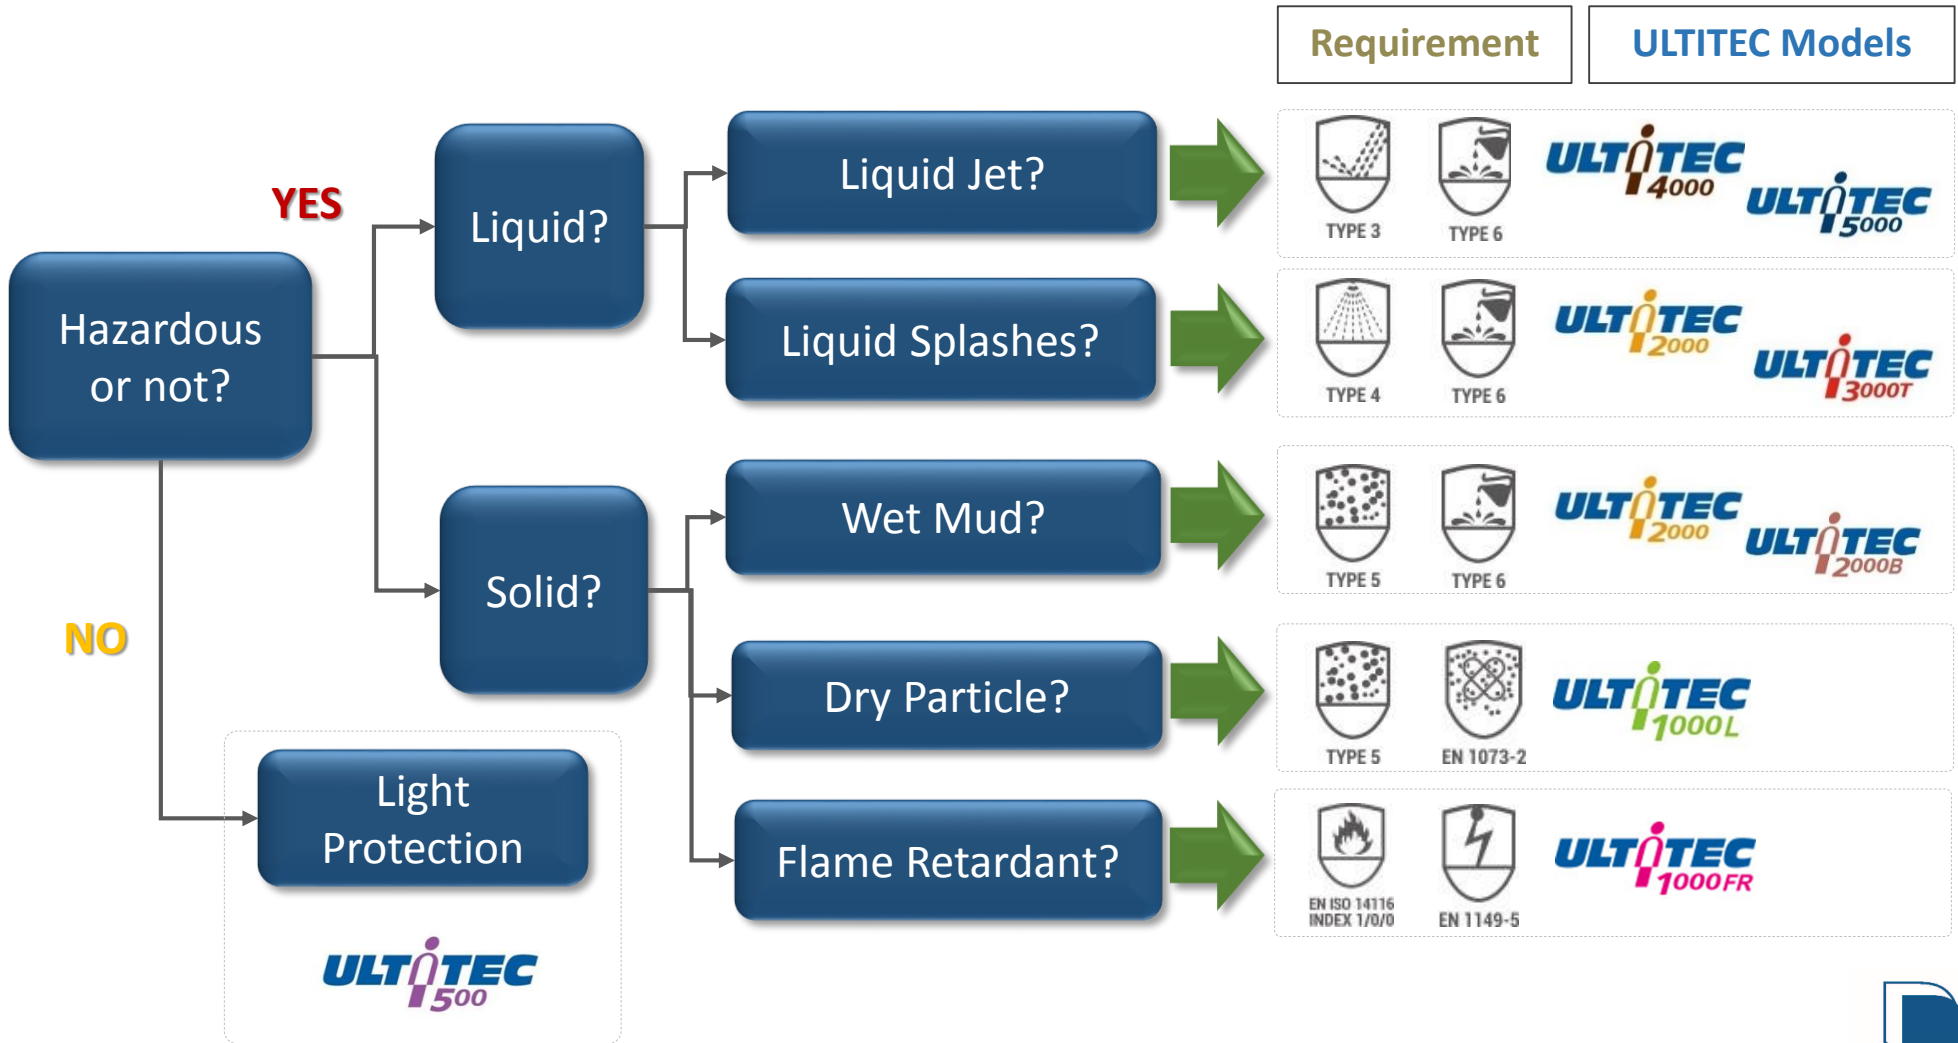 Requirement
ULTITEC Models
YES
Liquid?
Liquid Jet?
TYPE 3
TYPE 6
ULTITEC
4000
ULTITEC
5000
Hazardous
or not?
Liquid Splashes?
TYPE 4
TYPE 6
ULTITEC
2000
ULTITEC
3000T
Solid?
Wet Mud?
TYPE 5
TYPE 6
ULTITEC
2000
ULTITEC
2000B
NO
Dry Particle?
TYPE 5
EN 1073-2
ULTITEC
1000L
Light
Protection
Flame Retardant?
EN ISO 14116
INDEX 1/0/0
EN 1149-5
ULTITEC
1000FR
ULTITEC
500